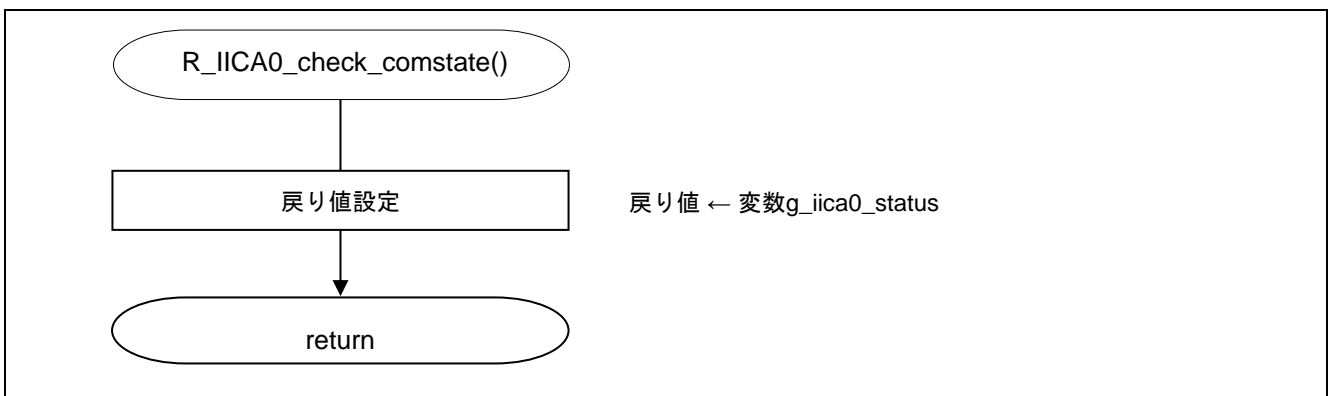 R_IICA0_check_comstate()
戻り値設定
戻り値 ← 変数g_iica0_status
return